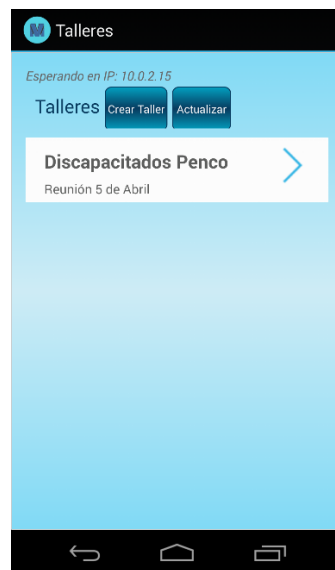 M Talleres
Esperando en IP: 10.0.2.15
Talleres Crear Taller Actualizar
Discapacitados Penco
Reunión 5 de Abril